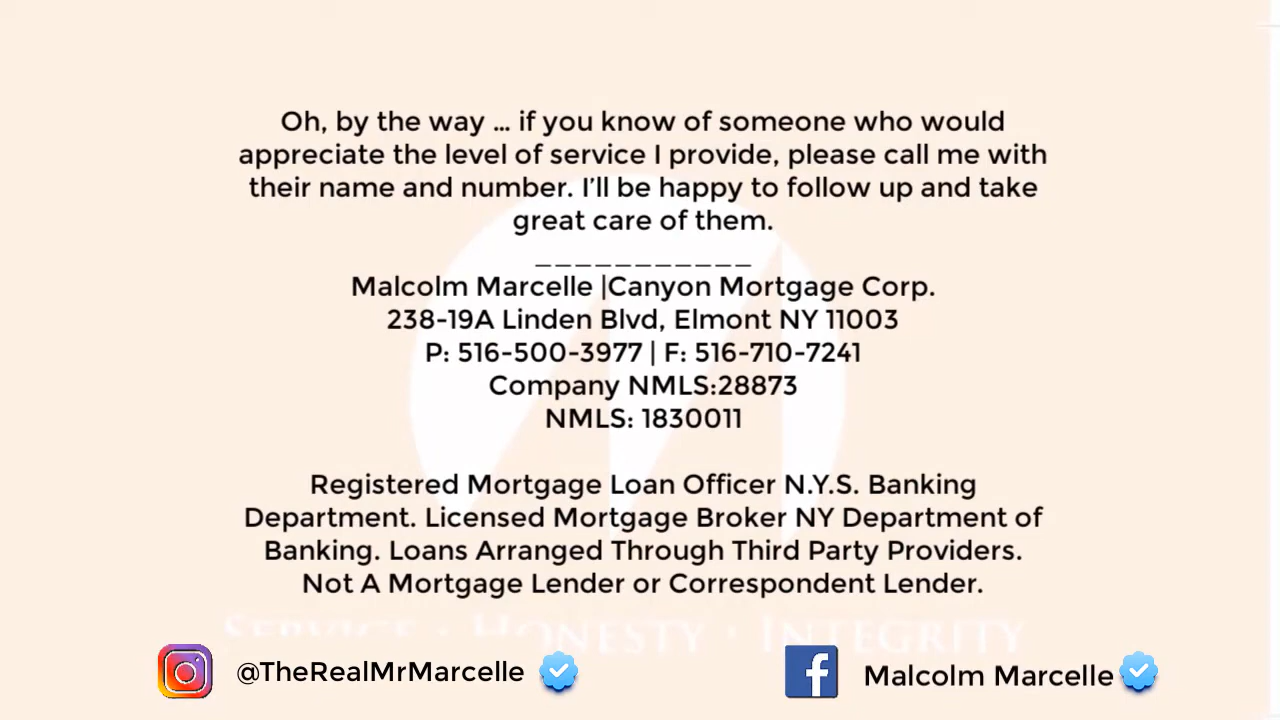 Oh, by the way ... if you know of someone who would
appreciate the level of service I provide, please call me with
their name and number. I'll be happy to follow up and take
great care of them.
___________
Malcolm Marcelle |Canyon Mortgage Corp.
238-19A Linden Blvd, Elmont NY 11003
P: 516-500-3977 | F: 516-710-7241
Company NMLS:28873
NMLS: 1830011
Registered Mortgage Loan Officer N.Y.S. Banking
Department. Licensed Mortgage Broker NY Department of
Banking. Loans Arranged Through Third Party Providers.
Not A Mortgage Lender or Correspondent Lender.
SERVICE · HONESTY · INTEGRITY
@TheRealMrMarcelle
Malcolm Marcelle